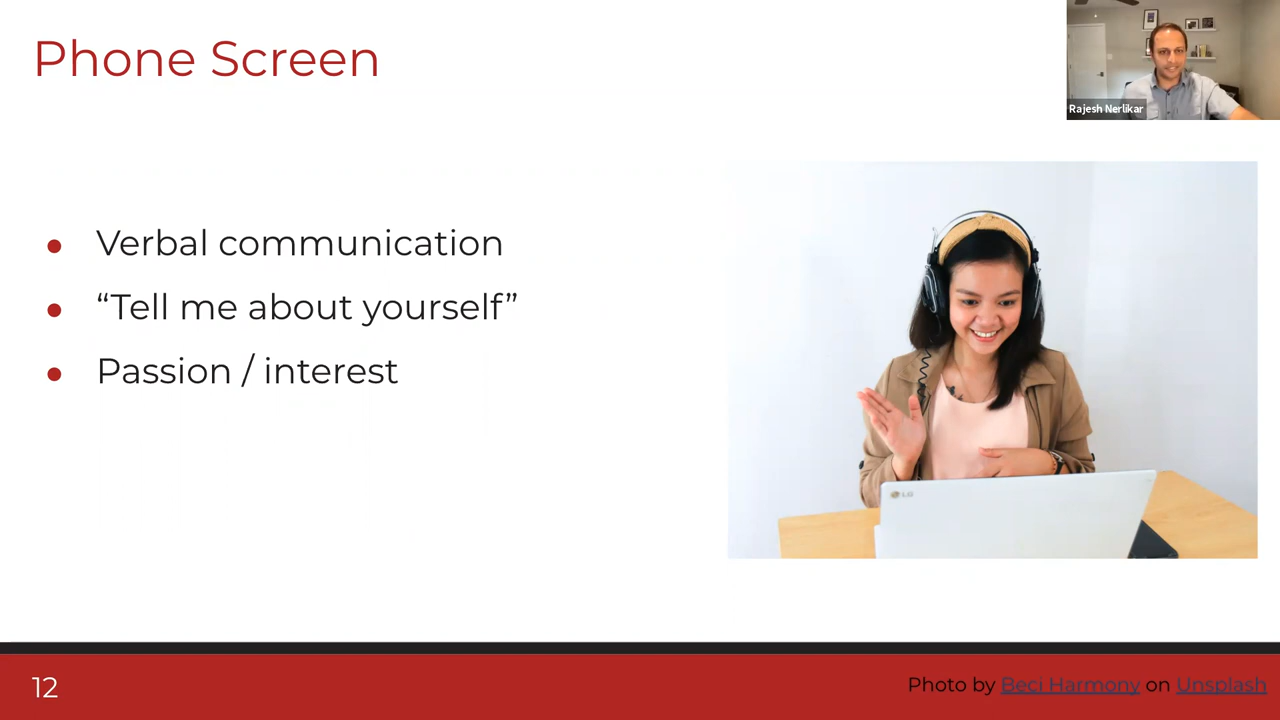 Phone Screen
Rajesh Nerlikar
● Verbal communication
● “Tell me about yourself”
● Passion / interest
LG
12
Photo by Beci Harmony on Unsplash